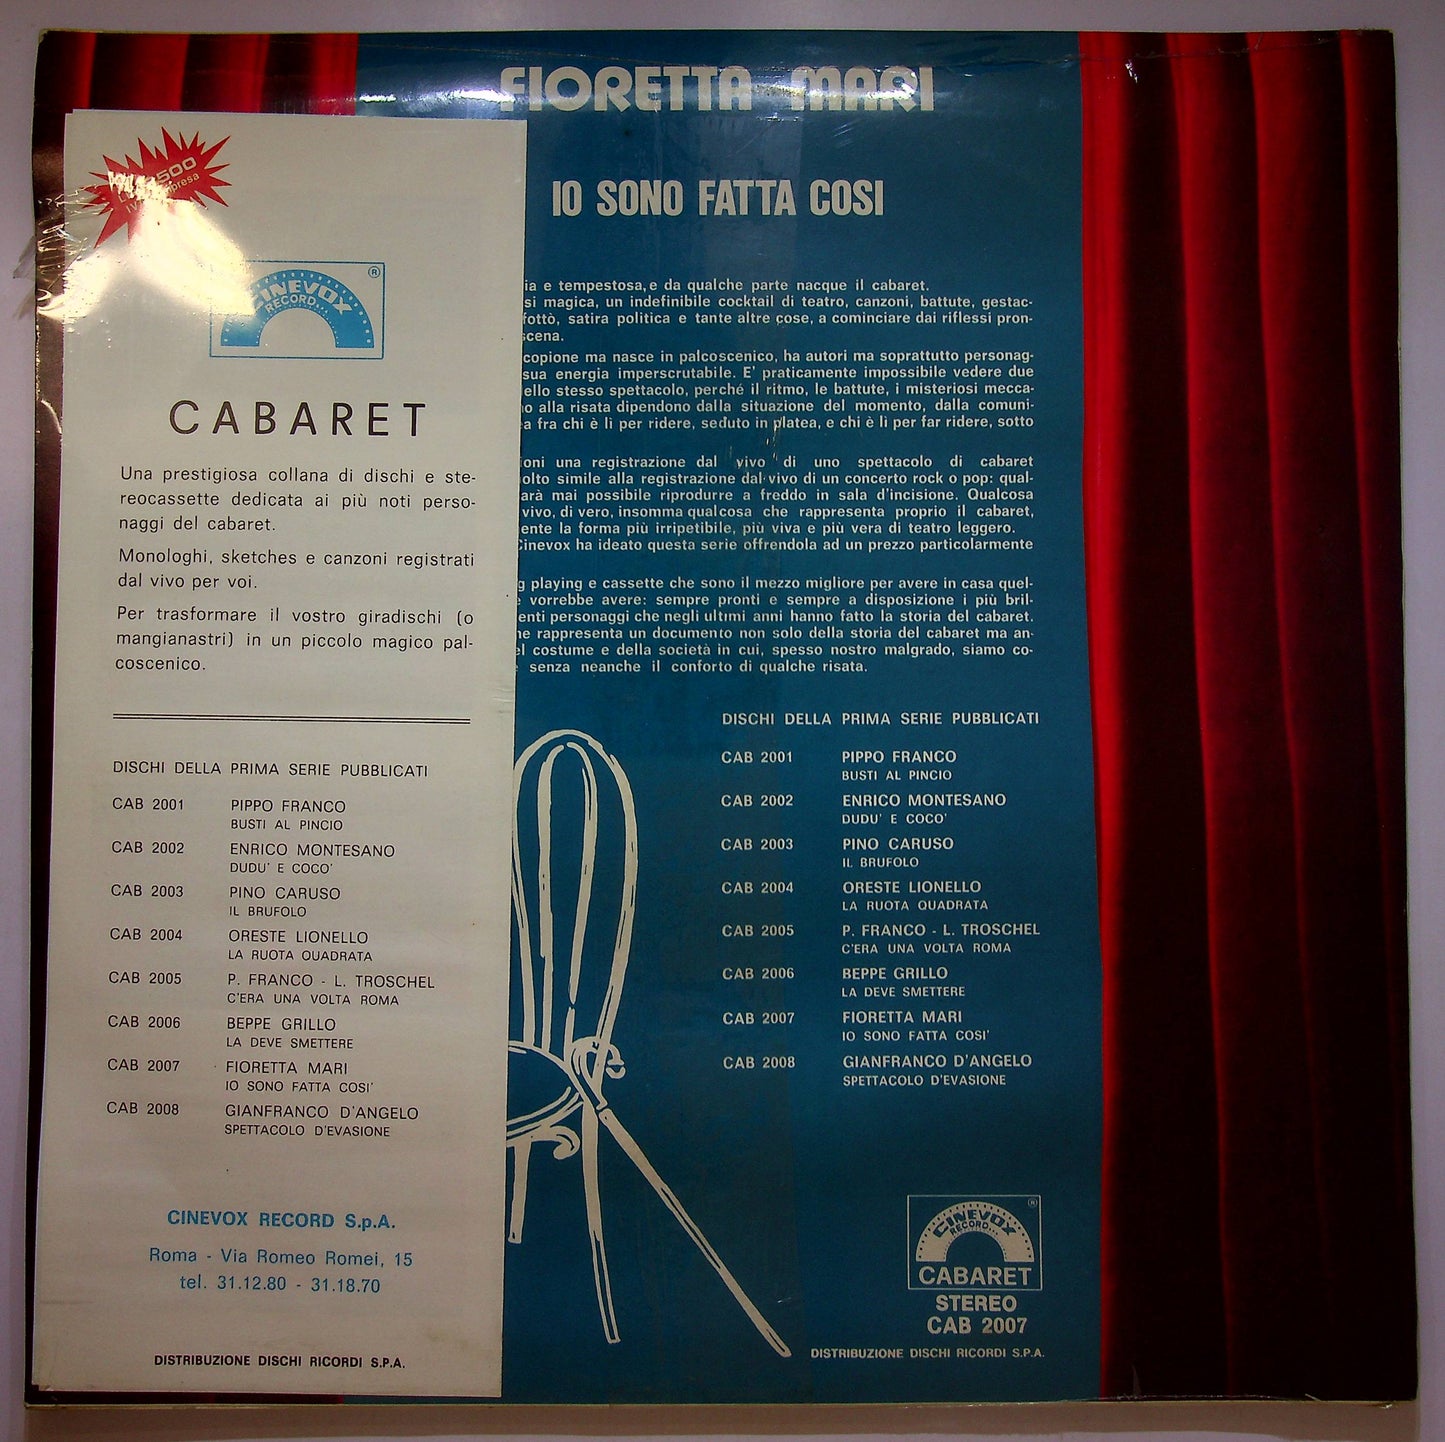 FIORETTA MARI
IO SONO FATTA COSI
500
CINEVOX
RECORD...
®
CABARET
Una prestigiosa collana di dischi e ste-
reocassette dedicata ai più noti perso-
naggi del cabaret.
Monologhi, sketches e canzoni registrati
dal vivo per voi.
Per trasformare il vostro giradischi (o
mangianastri) in un piccolo magico pal-
coscenico.
DISCHI DELLA PRIMA SERIE PUBBLICATI
CAB 2001 PIPPO FRANCO
BUSTI AL PINCIO
CAB 2002 ENRICO MONTESANO
DUDU' E COCO'
CAB 2003 PINO CARUSO
IL BRUFOLO
CAB 2004 ORESTE LIONELLO
LA RUOTA QUADRATA
CAB 2005 P. FRANCO - L. TROSCHEL
C'ERA UNA VOLTA ROMA
CAB 2006 BEPPE GRILLO
LA DEVE SMETTERE
CAB 2007 FIORETTA MARI
IO SONO FATTA COSI'
CAB 2008 GIANFRANCO D'ANGELO
SPETTACOLO D'EVASIONE
CINEVOX RECORD S.p.A.
Roma - Via Romeo Romei, 15
tel. 31.12.80 - 31.18.70
DISTRIBUZIONE DISCHI RICORDI S.P.A.
e tempestosa, e da qualche parte nacque il cabaret.
si magica, un indefinibile cocktail di teatro, canzoni, battute, gestac-
fottò, satira politica e tante altre cose, a cominciare dai riflessi pron-
scena.
copione ma nasce in palcoscenico, ha autori ma soprattutto personag-
sua energia imperscrutabile. E' praticamente impossibile vedere due
ello stesso spettacolo, perché il ritmo, le battute, i misteriosi mecca-
alla risata dipendono dalla situazione del momento, dalla comuni-
fra chi è lì per ridere, seduto in platea, e chi è lì per far ridere, sotto
ioni una registrazione dal vivo di uno spettacolo di cabaret
olto simile alla registrazione dal vivo di un concerto rock o pop: qual-
arà mai possibile riprodurre a freddo in sala d'incisione. Qualcosa
vivo, di vero, insomma qualcosa che rappresenta proprio il cabaret,
ente la forma più irripetibile, più viva e più vera di teatro leggero.
Cinevox ha ideato questa serie offrendola ad un prezzo particolarmente
g playing e cassette che sono il mezzo migliore per avere in casa quel-
vorrebbe avere: sempre pronti e sempre a disposizione i più bril-
enti personaggi che negli ultimi anni hanno fatto la storia del cabaret.
ne rappresenta un documento non solo della storia del cabaret ma an-
el costume e della società in cui, spesso nostro malgrado, siamo co-
senza neanche il conforto di qualche risata.
DISCHI DELLA PRIMA SERIE PUBBLICATI
CAB 2001 PIPPO FRANCO
BUSTI AL PINCIO
CAB 2002 ENRICO MONTESANO
DUDU' E COCO'
CAB 2003 PINO CARUSO
IL BRUFOLO
CAB 2004 ORESTE LIONELLO
LA RUOTA QUADRATA
CAB 2005 P. FRANCO - L. TROSCHEL
C'ERA UNA VOLTA ROMA
CAB 2006 BEPPE GRILLO
LA DEVE SMETTERE
CAB 2007 FIORETTA MARI
IO SONO FATTA COSI'
CAB 2008 GIANFRANCO D'ANGELO
SPETTACOLO D'EVASIONE
CINEVOX
RECORD...
®
CABARET
STEREO
CAB 2007
DISTRIBUZIONE DISCHI RICORDI S.P.A.